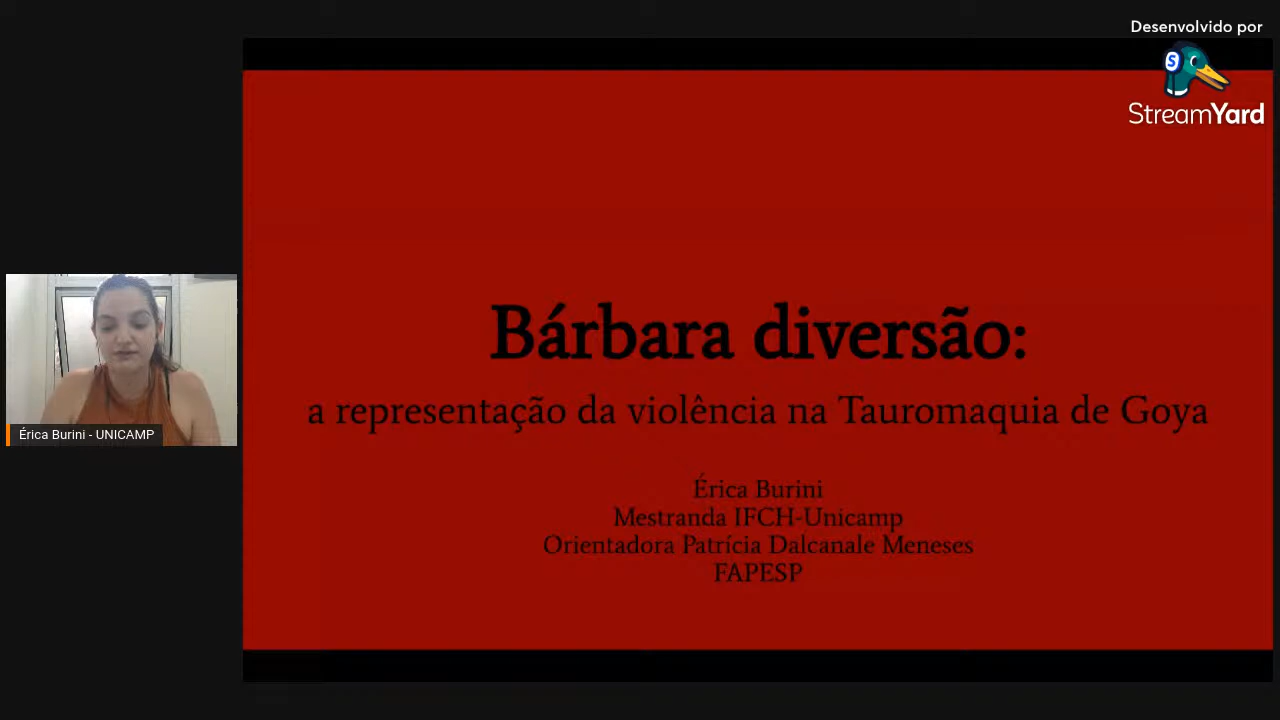 Desenvolvido por
StreamYard
Bárbara diversão:
a representação da violência na Tauromaquia de Goya
Érica Burini
Mestranda IFCH-Unicamp
Orientadora Patrícia Dalcanale Meneses
FAPESP
Érica Burini - UNICAMP